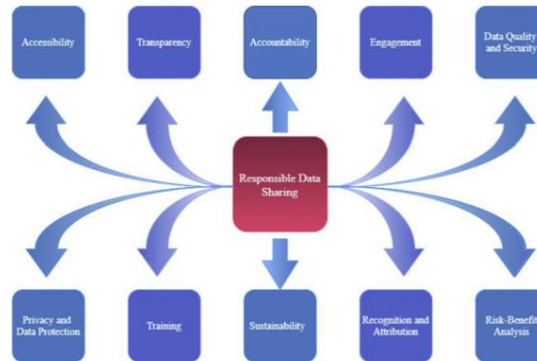 Accessibility
Transparency
Accountability
Engagement
Data Quality
and Security
Responsible Data
Sharing
Privacy and
Data Protection
Training
Sustainability
Recognition and
Attribution
Risk-Benefit
Analysis